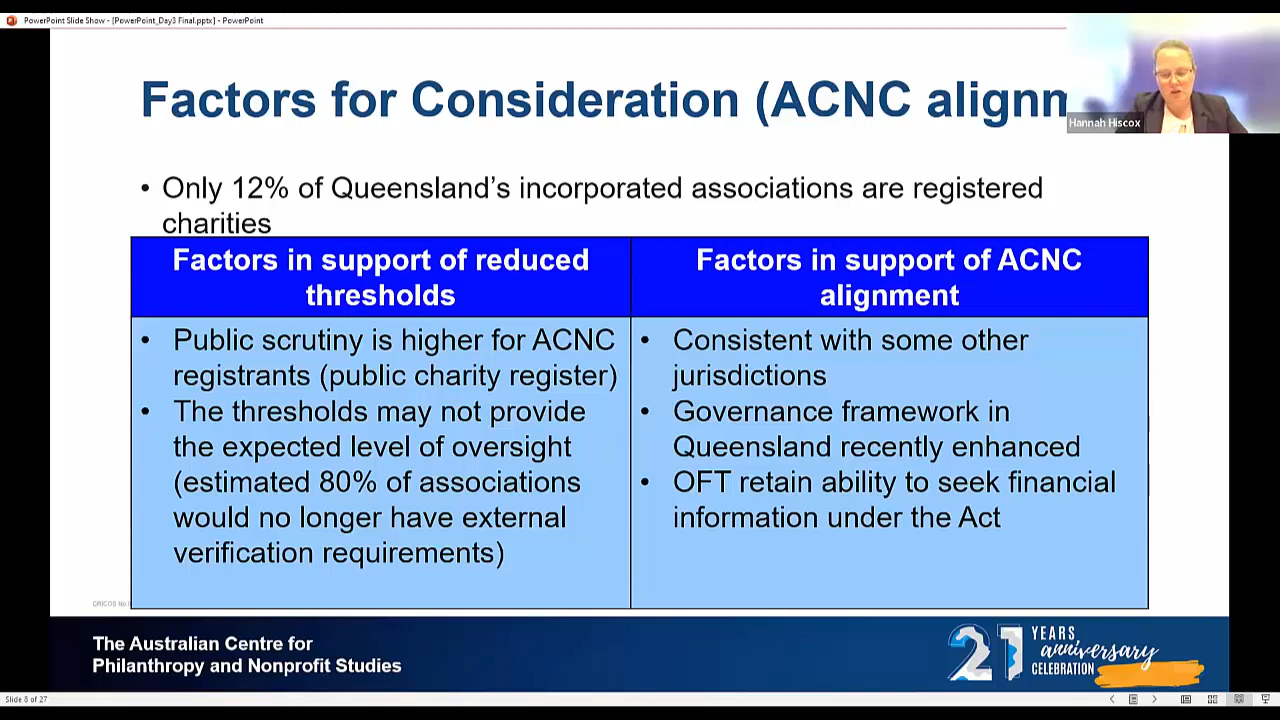 PowerPoint Slide Show - [PowerPoint_Day3 Final.pptx] - PowerPoint
Factors for Consideration (ACNC
Hannah Hiscox
• Only 12% of Queensland's incorporated associations are registered
charities
Factors in support of reduced
thresholds
• Public scrutiny is higher for ACNC
registrants (public charity register)
• The thresholds may not provide
the expected level of oversight
(estimated 80% of associations
would no longer have external
verification requirements)
Factors in support of ACNC
alignment
• Consistent with some other
jurisdictions
• Governance framework in
Queensland recently enhanced
• OFT retain ability to seek financial
information under the Act
CRICOS No
The Australian Centre for
Philanthropy and Nonprofit Studies
21 YEARS
anniversary
CELEBRATION
Slide 8 of 27